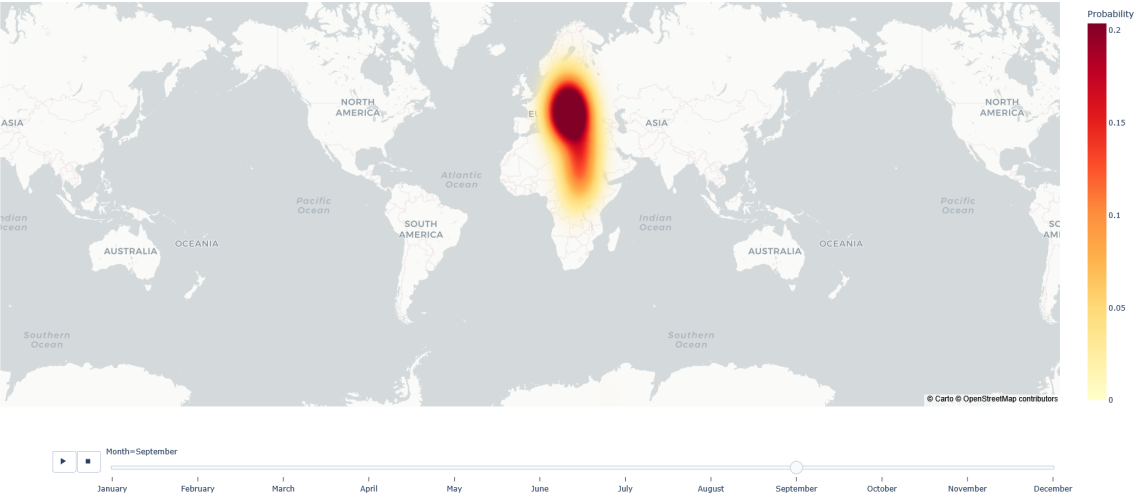 Probability
0.2
0.15
0.1
0.05
0
NORTH
AMERICA
NORTH
AMERICA
ASIA
ASIA
E
Atlantic
Ocean
Pacific
Ocean
Pacific
Ocean
ndian
cean
Indian
Ocean
SOUTH
AMERICA
SO
AM
AUSTRALIA
OCEANIA
AUSTRALIA
OCEANIA
Southern
Ocean
Southern
Ocean
© Carto © OpenStreetMap contributors
Month=September
January February March April May June July August September October November December